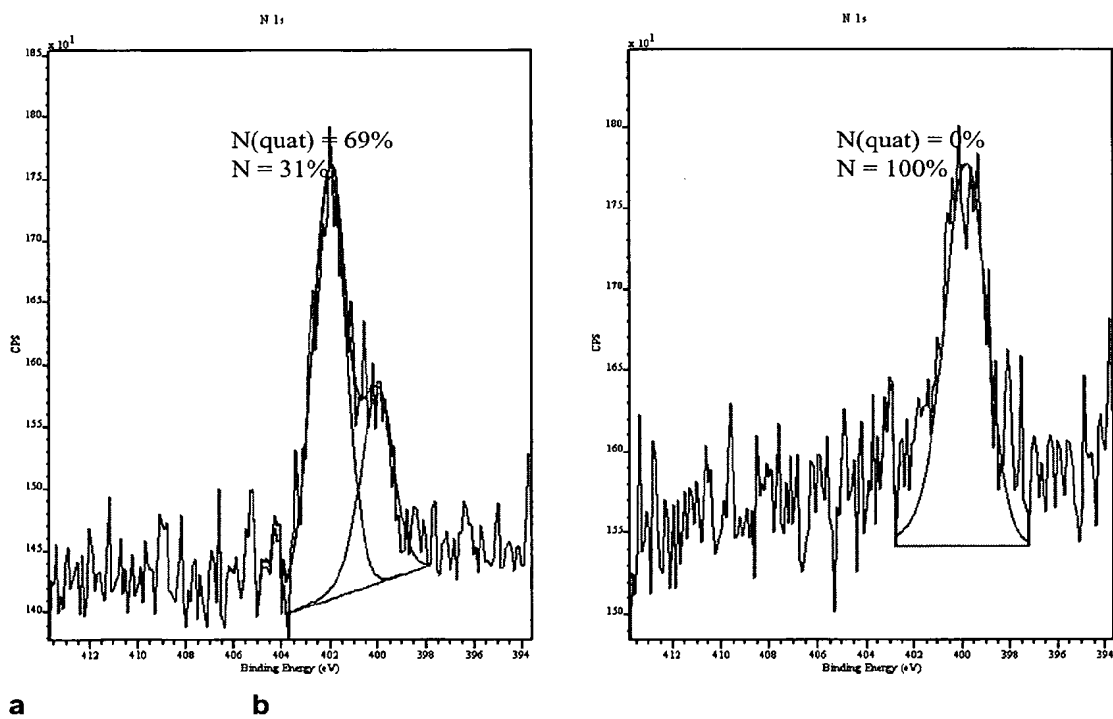 N 1s
x 10¹
N(quat) = 69%
N = 31%
185
180
175
170
165
160
155
150
145
140
CPS
412 410 408 406 404 402 400 398 396 394
Binding Energy (eV)
N 1s
x 10¹
N(quat) = 0%
N = 100%
180
175
170
165
160
155
150
CPS
412 410 408 406 404 402 400 398 396 394
Binding Energy (eV)
a b